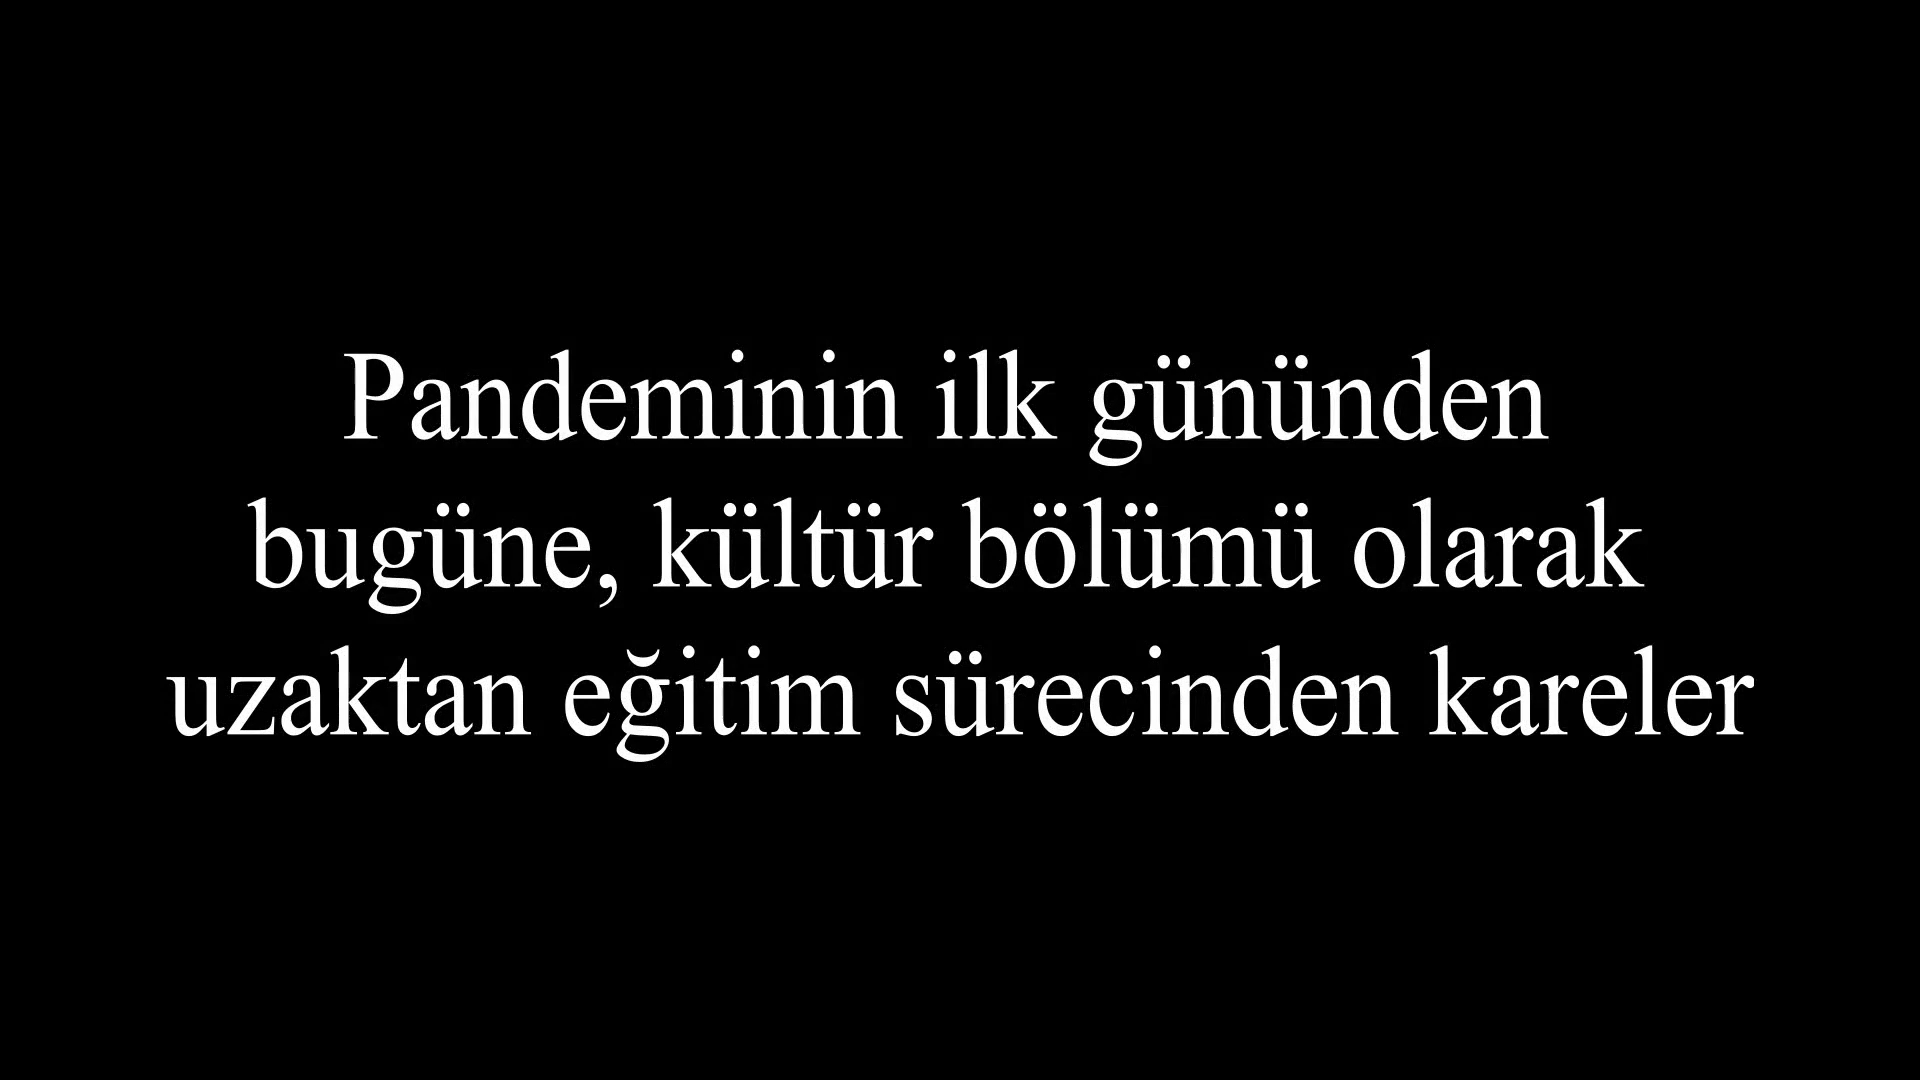 Pandeminin ilk gününden
bugüne, kültür bölümü olarak
uzaktan eğitim sürecinden kareler